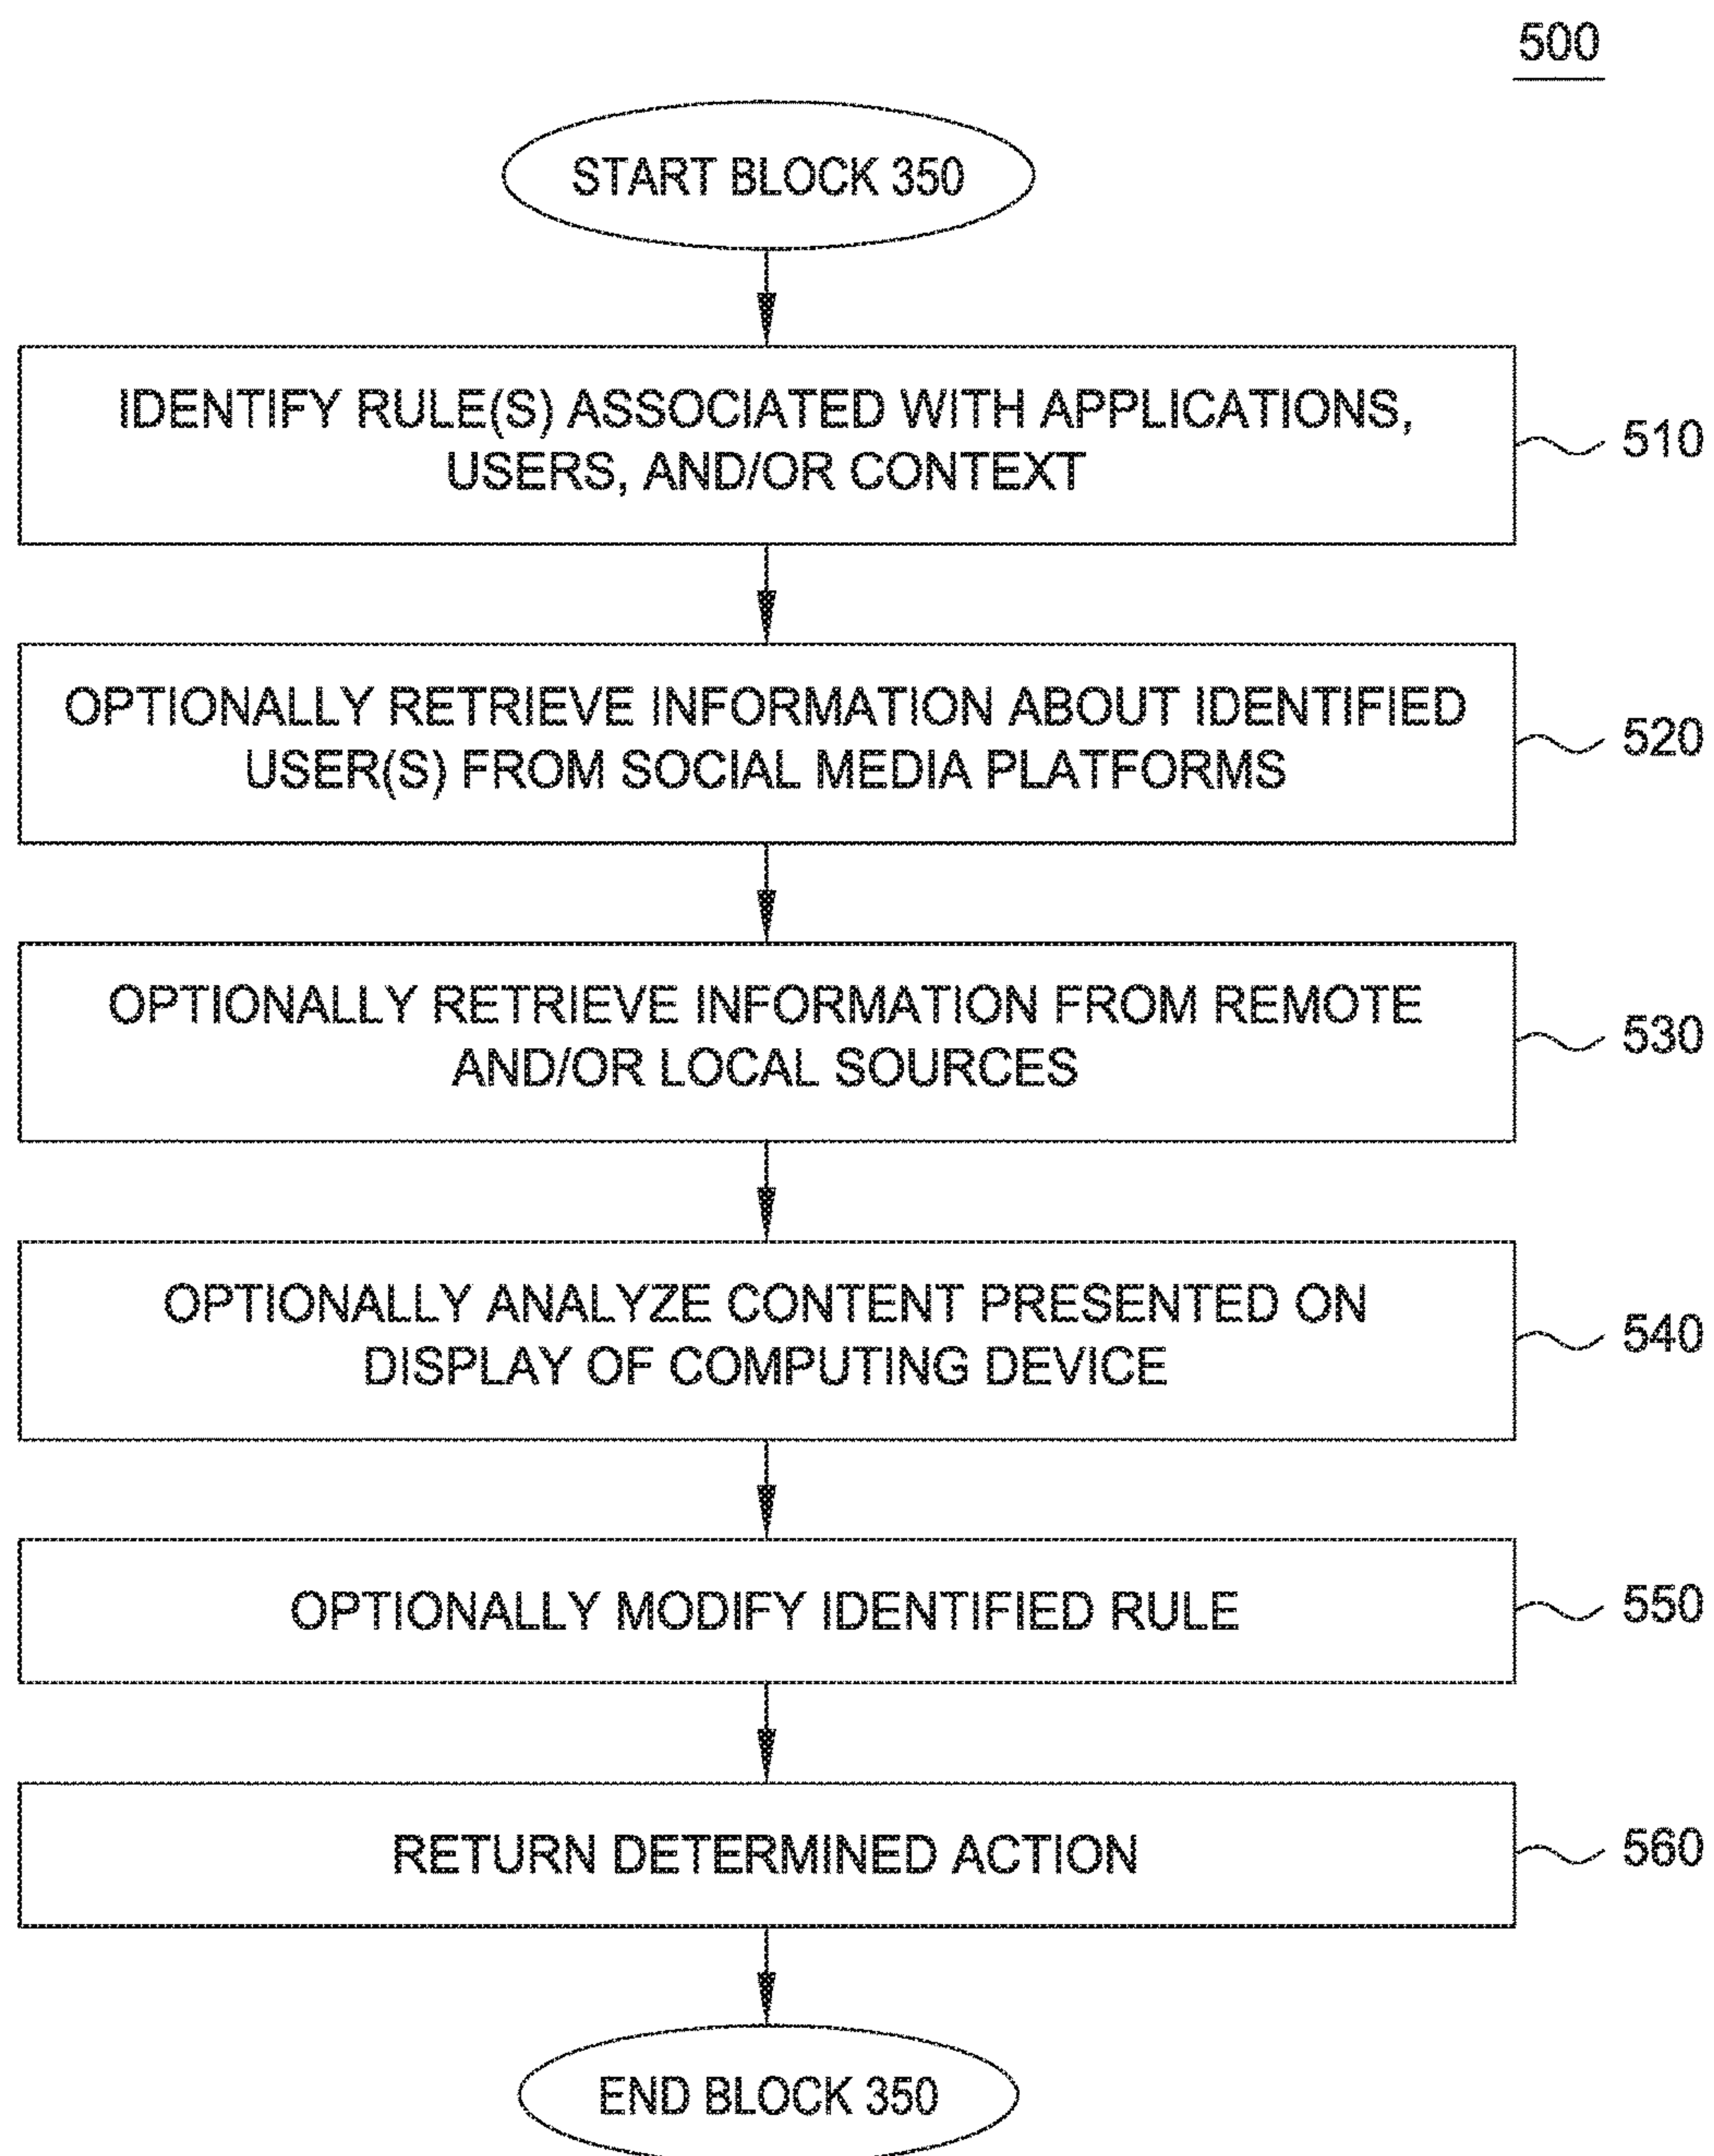 500
START BLOCK 350
IDENTIFY RULE(S) ASSOCIATED WITH APPLICATIONS,
USERS, AND/OR CONTEXT
510
OPTIONALLY RETRIEVE INFORMATION ABOUT IDENTIFIED
USER(S) FROM SOCIAL MEDIA PLATFORMS
520
OPTIONALLY RETRIEVE INFORMATION FROM REMOTE
AND/OR LOCAL SOURCES
530
OPTIONALLY ANALYZE CONTENT PRESENTED ON
DISPLAY OF COMPUTING DEVICE
540
OPTIONALLY MODIFY IDENTIFIED RULE
550
RETURN DETERMINED ACTION
560
END BLOCK 350